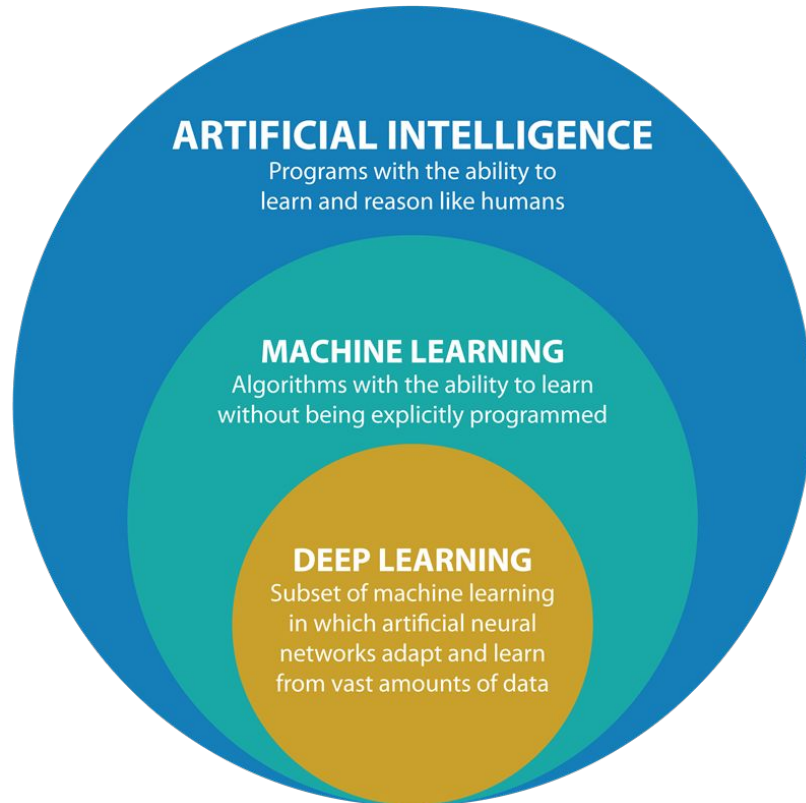 ARTIFICIAL INTELLIGENCE
Programs with the ability to
learn and reason like humans
MACHINE LEARNING
Algorithms with the ability to learn
without being explicitly programmed
DEEP LEARNING
Subset of machine learning
in which artificial neural
networks adapt and learn
from vast amounts of data